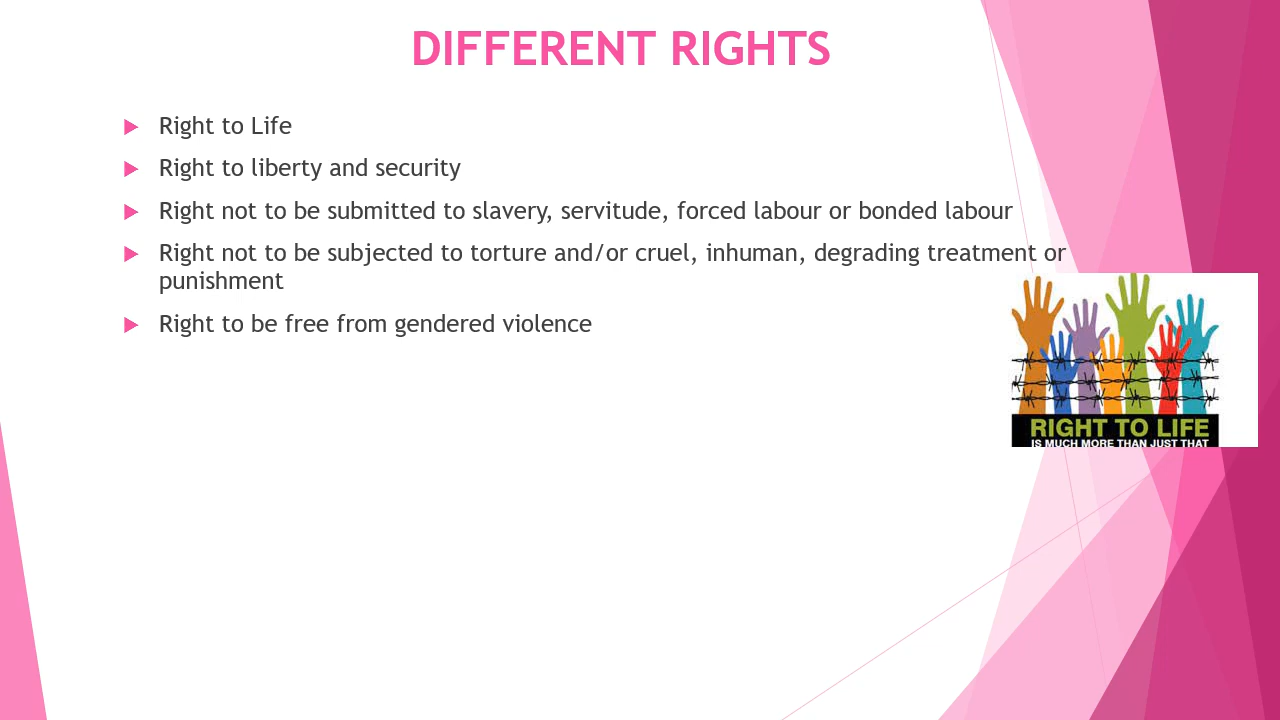 DIFFERENT RIGHTS
Right to Life
Right to liberty and security
Right not to be submitted to slavery, servitude, forced labour or bonded labour
Right not to be subjected to torture and/or cruel, inhuman, degrading treatment or
punishment
Right to be free from gendered violence
RIGHT TO LIFE
IS MUCH MORE THAN JUST THAT